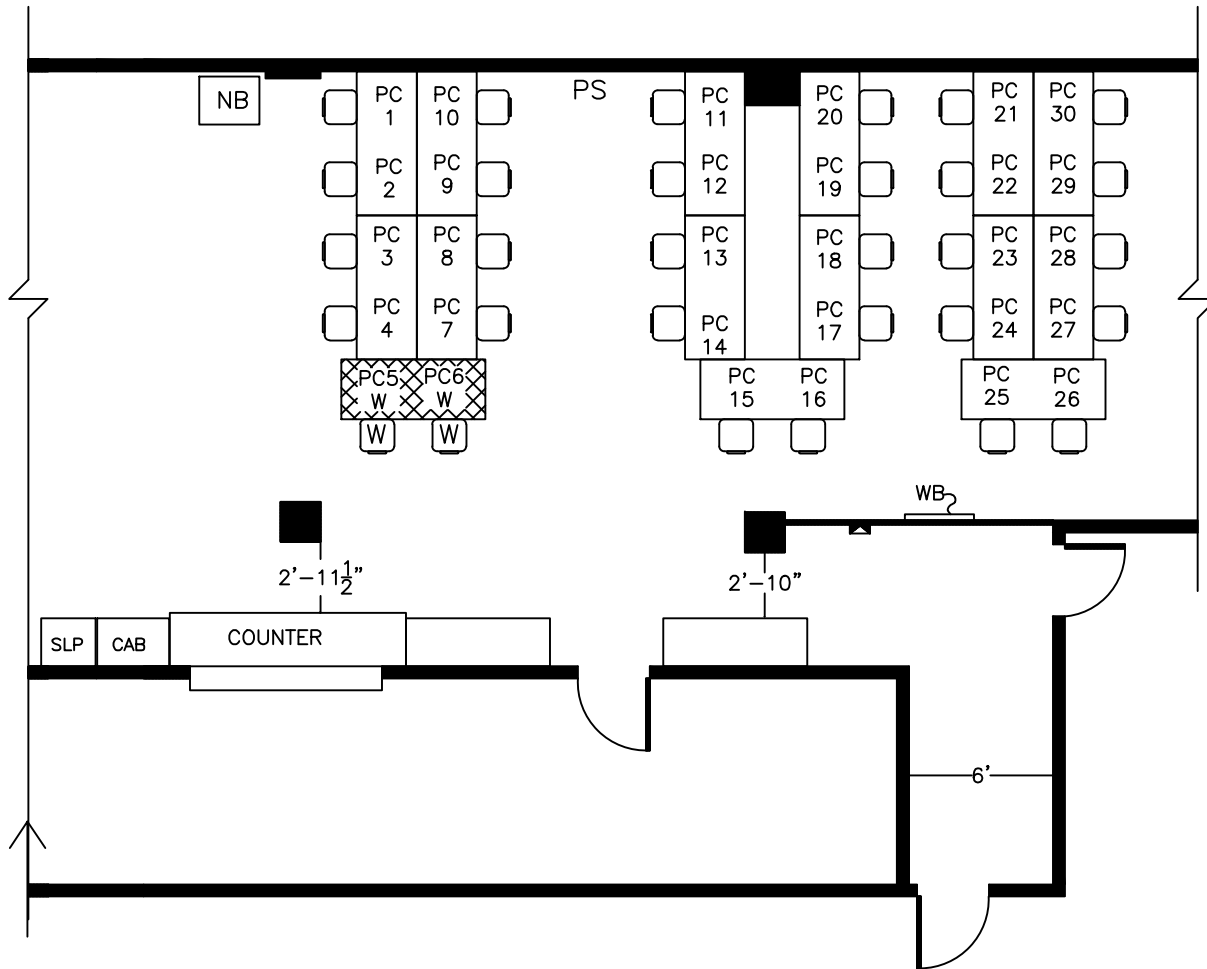 NB
PS
PC
1
PC
10
PC
11
PC
20
PC
21
PC
30
PC
2
PC
9
PC
12
PC
19
PC
22
PC
29
PC
3
PC
8
PC
13
PC
18
PC
23
PC
28
PC
4
PC
7
PC
14
PC
17
PC
24
PC
27
PC5
W
PC6
W
PC
15
PC
16
PC
25
PC
26
W
W
WB
2'-11½"
2'-10"
SLP
CAB
COUNTER
6'